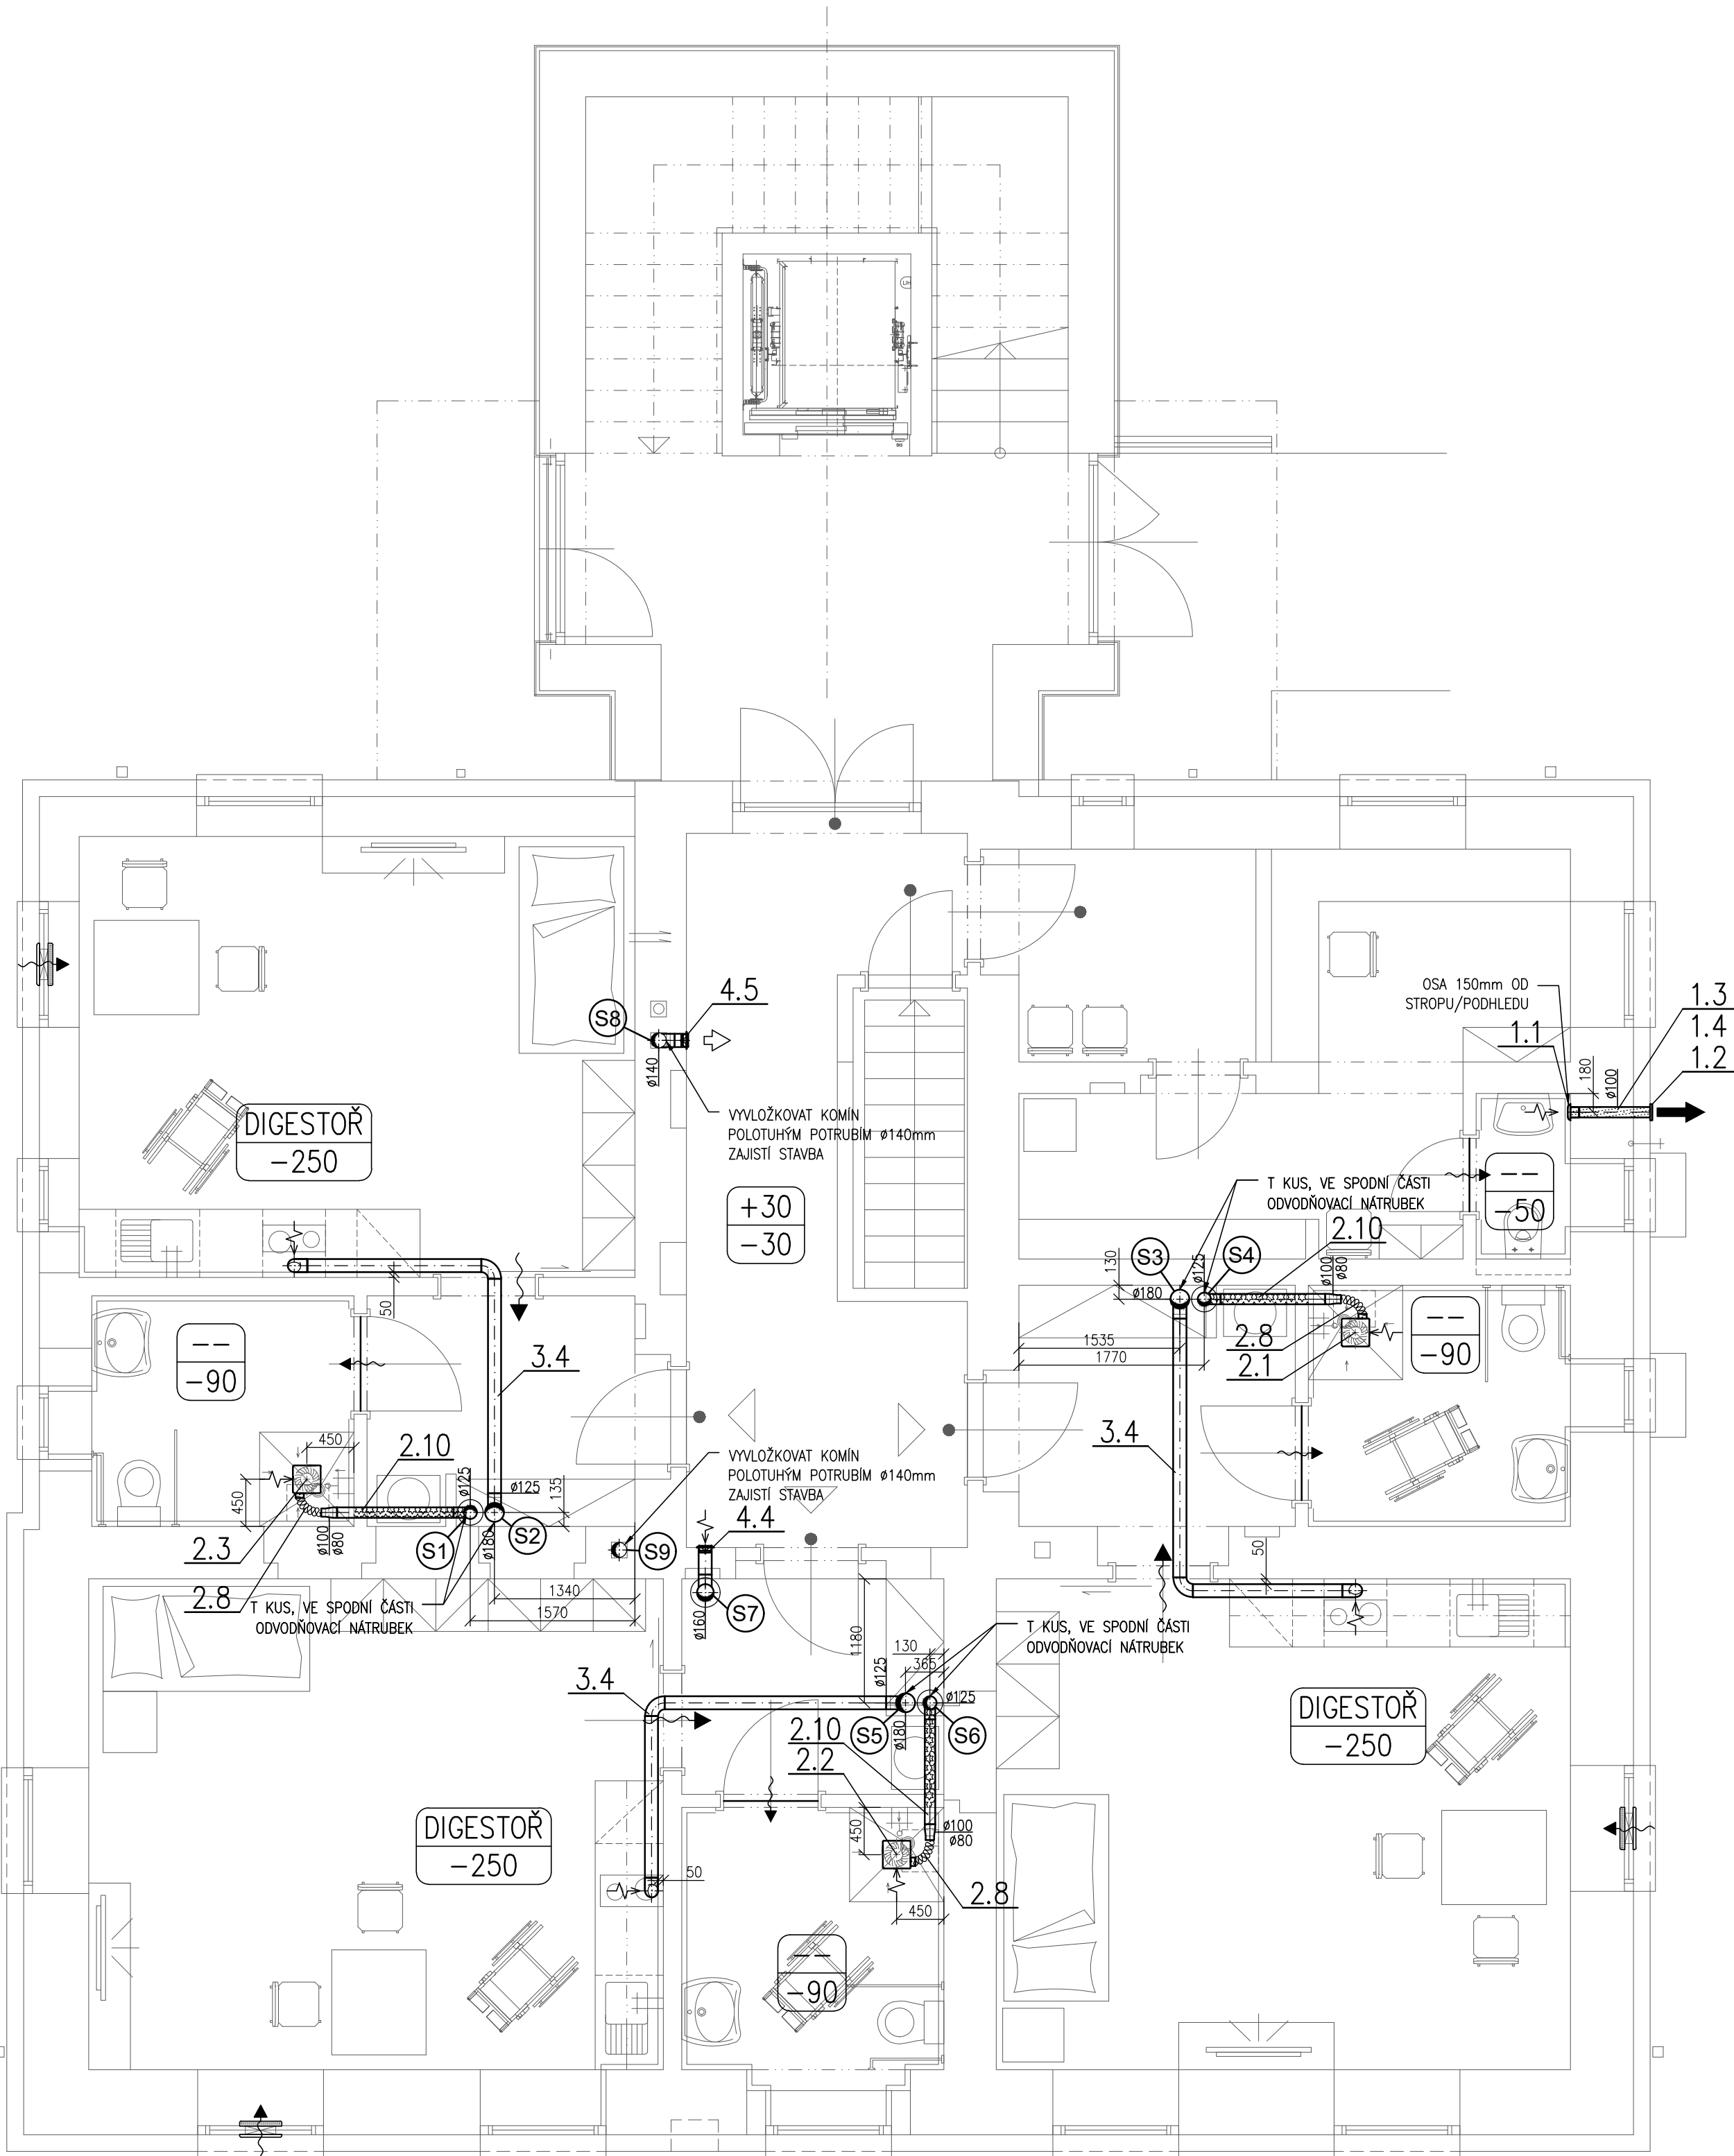 4.5
S8
ø140
VYVLOŽKOVAT KOMÍN
POLOTUHÝM POTRUBÍM ø140mm
ZAJISTÍ STAVBA
DIGESTOŘ
-250
+30
-30
OSA 150mm OD
STROPU/PODHLEDU
1.3
1.4
1.1
1.2
180
ø100
--
-50
T KUS, VE SPODNÍ ČÁSTI
ODVODŇOVACÍ NÁTRUBEK
2.10
S3
S4
130
ø125
ø180
ø100
ø80
1535
1770
2.8
2.1
--
-90
50
--
-90
3.4
3.4
450
2.10
450
ø125
ø125
135
VYVLOŽKOVAT KOMÍN
POLOTUHÝM POTRUBÍM ø140mm
ZAJISTÍ STAVBA
4.4
2.3
ø100
ø80
S1
ø180
S2
S9
50
2.8
1340
1570
T KUS, VE SPODNÍ ČÁSTI
ODVODŇOVACÍ NÁTRUBEK
ø160
S7
1180
T KUS, VE SPODNÍ ČÁSTI
ODVODŇOVACÍ NÁTRUBEK
130
365
3.4
ø125
ø125
2.10
ø180
S5
S6
2.2
DIGESTOŘ
-250
DIGESTOŘ
-250
450
ø100
ø80
50
2.8
450
--
-90